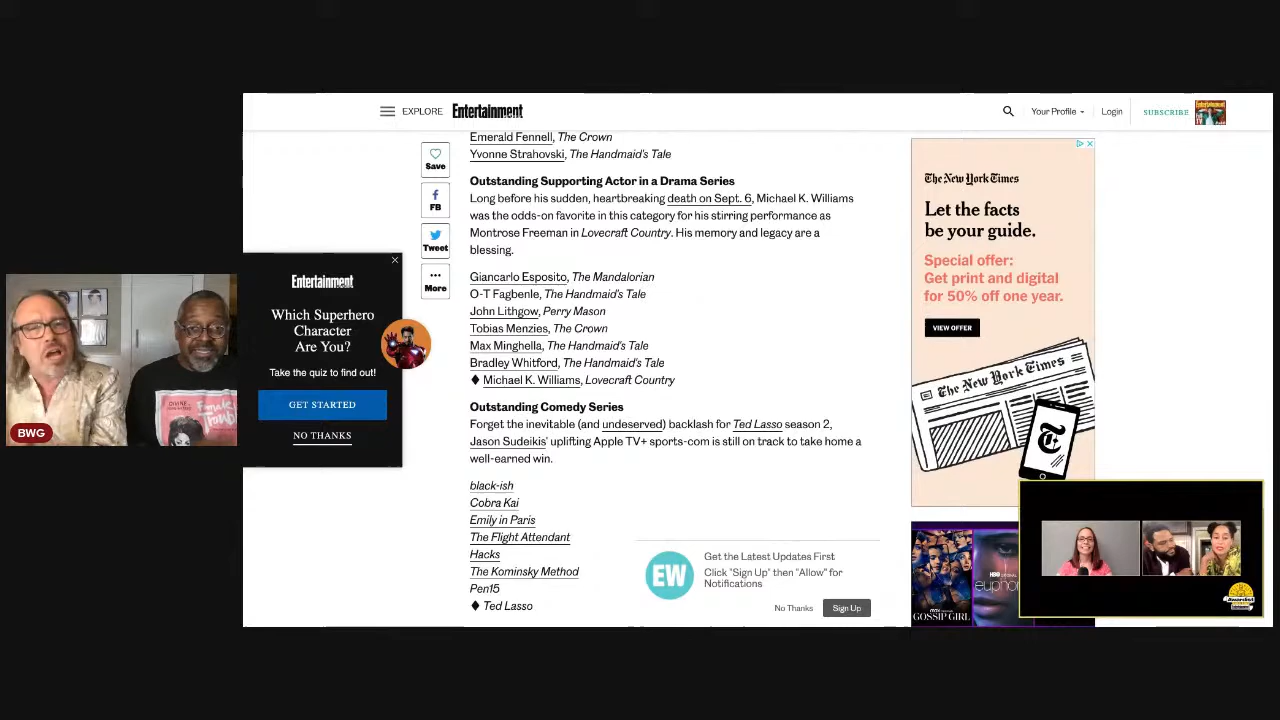 EXPLORE Entertainment
Your Profile Login SUBSCRIBE
Emerald Fennell, The Crown
Yvonne Strahovski, The Handmaid's Tale
Save
FB
Tweet
More
Outstanding Supporting Actor in a Drama Series
Long before his sudden, heartbreaking death on Sept. 6, Michael K. Williams
was the odds-on favorite in this category for his stirring performance as
Montrose Freeman in Lovecraft Country. His memory and legacy are a
blessing.
Giancarlo Esposito, The Mandalorian
O-T Fagbenle, The Handmaid's Tale
John Lithgow, Perry Mason
Tobias Menzies, The Crown
Max Minghella, The Handmaid's Tale
Bradley Whitford, The Handmaid's Tale
♦ Michael K. Williams, Lovecraft Country
Outstanding Comedy Series
Forget the inevitable (and undeserved) backlash for Ted Lasso season 2,
Jason Sudeikis' uplifting Apple TV+ sports-com is still on track to take home a
well-earned win.
black-ish
Cobra Kai
Emily in Paris
The Flight Attendant
Hacks
The Kominsky Method
Pen15
♦ Ted Lasso
Entertainment
Which Superhero
Character
Are You?
Take the quiz to find out!
GET STARTED
NO THANKS
BWG
EW
Get the Latest Updates First
Click "Sign Up" then "Allow" for
Notifications
No Thanks Sign Up
The New York Times
Let the facts
be your guide.
Special offer:
Get print and digital
for 50% off one year.
VIEW OFFER
The New York Times
T
GOSSIP GIRL
HBO
euphor